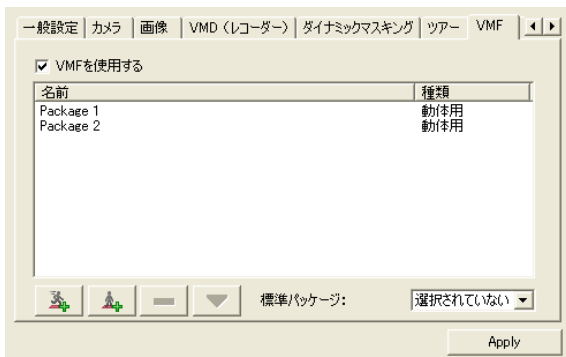 一般設定 カメラ 画像 VMD（レコーダー） ダイナミックマスキング ツアー VMF
VMFを使用する
名前 種類
Package 1 動体用
Package 2 動体用
標準パッケージ: 選択されていない
Apply